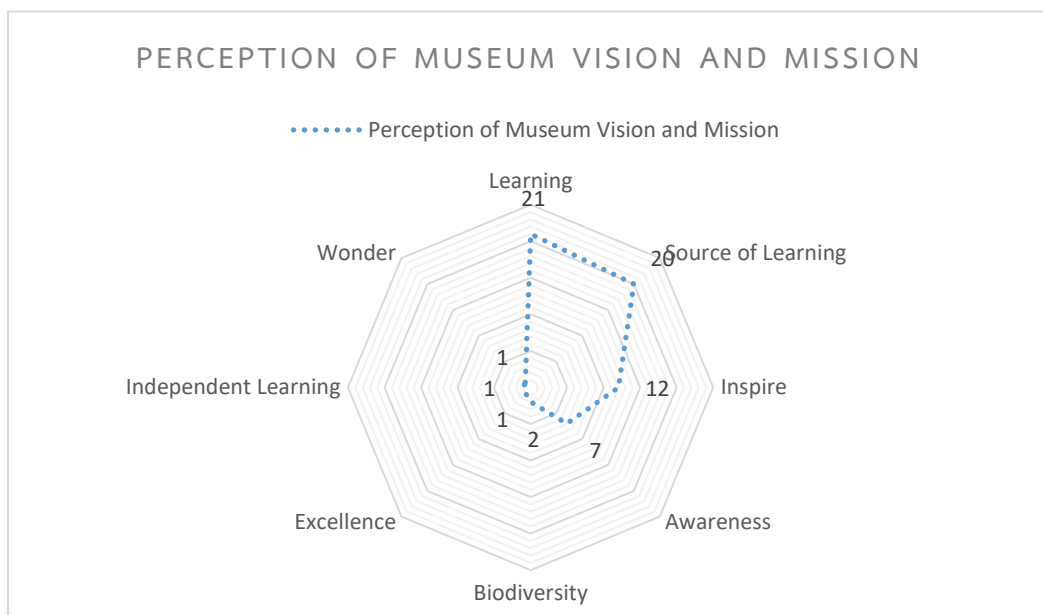 PERCEPTION OF MUSEUM VISION AND MISSION
Perception of Museum Vision and Mission
Learning
21
Wonder
20
Source of Learning
1
Independent Learning
1
12
Inspire
1
2
7
Excellence
Awareness
Biodiversity